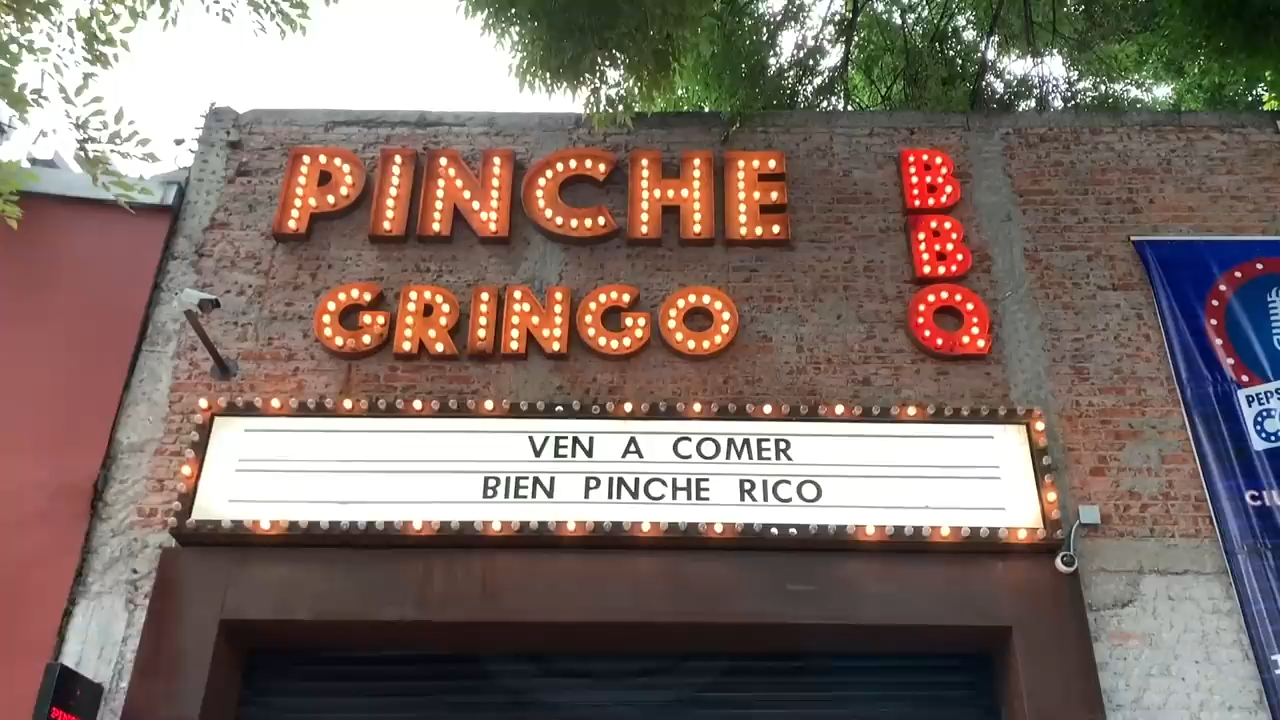 PINCHE
GRINGO
BBQ
VEN A COMER
BIEN PINCHE RICO